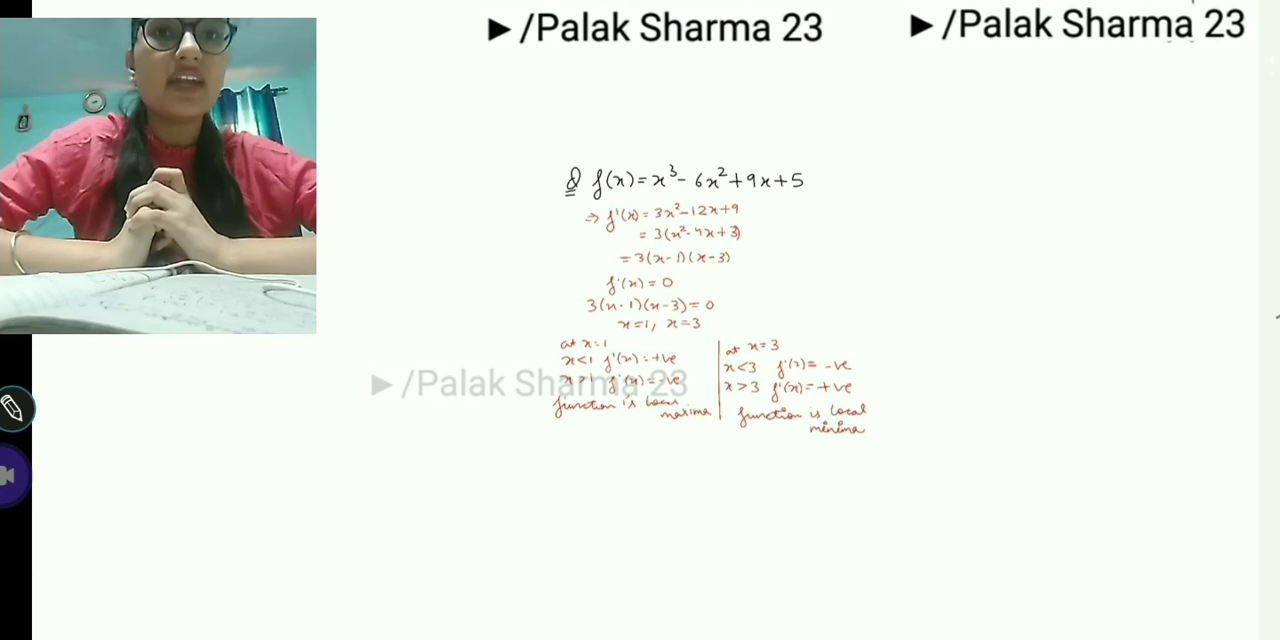 ▶/Palak Sharma 23
▶/Palak Sharma 23
Q f(x) = x³ - 6x² + 9x + 5
⇒ f'(x) = 3x² - 12x + 9
= 3(x² - 4x + 3)
= 3(x - 1)(x - 3)
f'(x) = 0
3(x - 1)(x - 3) = 0
x = 1, x = 3
at x = 1
x < 1 f'(x) = +ve
x > 1 f'(x) = -ve
function is local
maxima
at x = 3
x < 3 f'(x) = -ve
x > 3 f'(x) = +ve
function is local
minima
▶/Palak Sharma 23